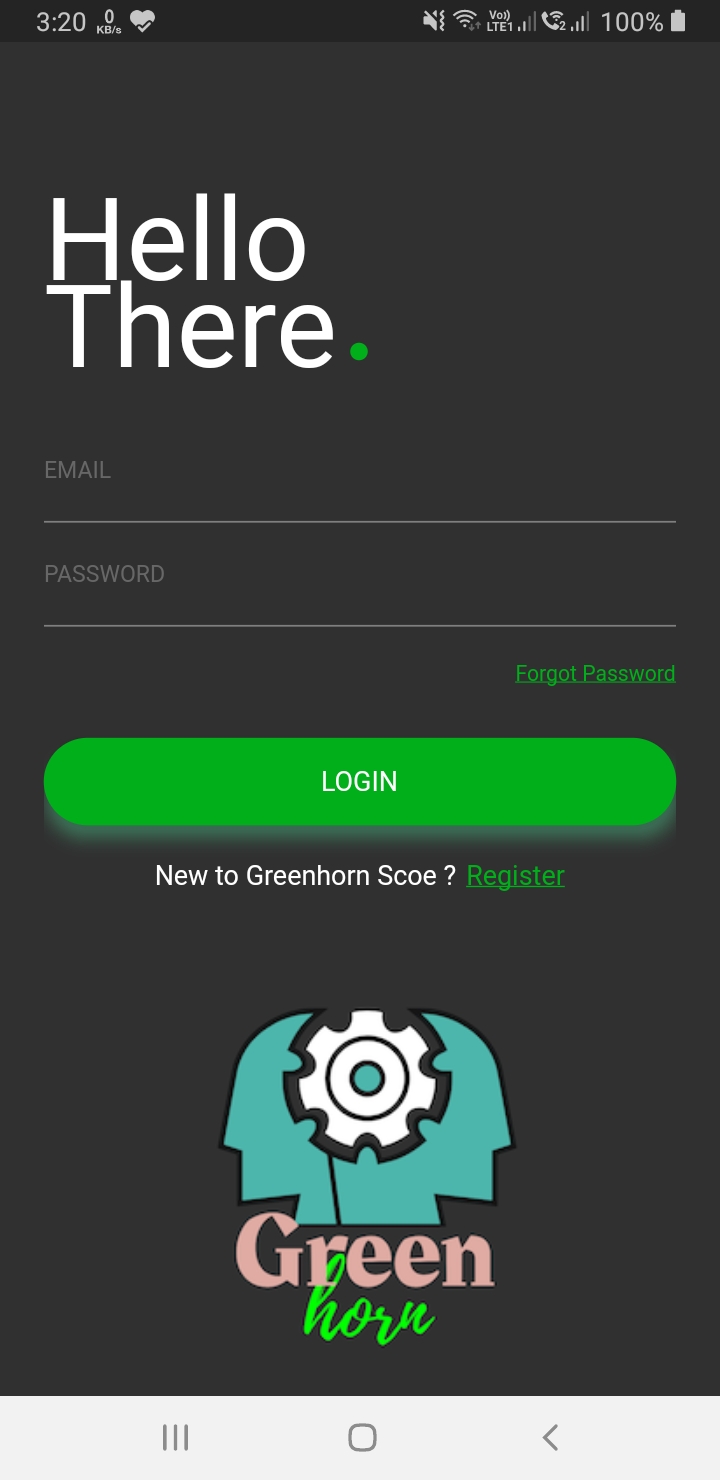 3:20 0 KB/s Vo)) LTE1 2 100%
Hello
There.
EMAIL
PASSWORD
Forgot Password
LOGIN
New to Greenhorn Scoe ? Register
Green
horn